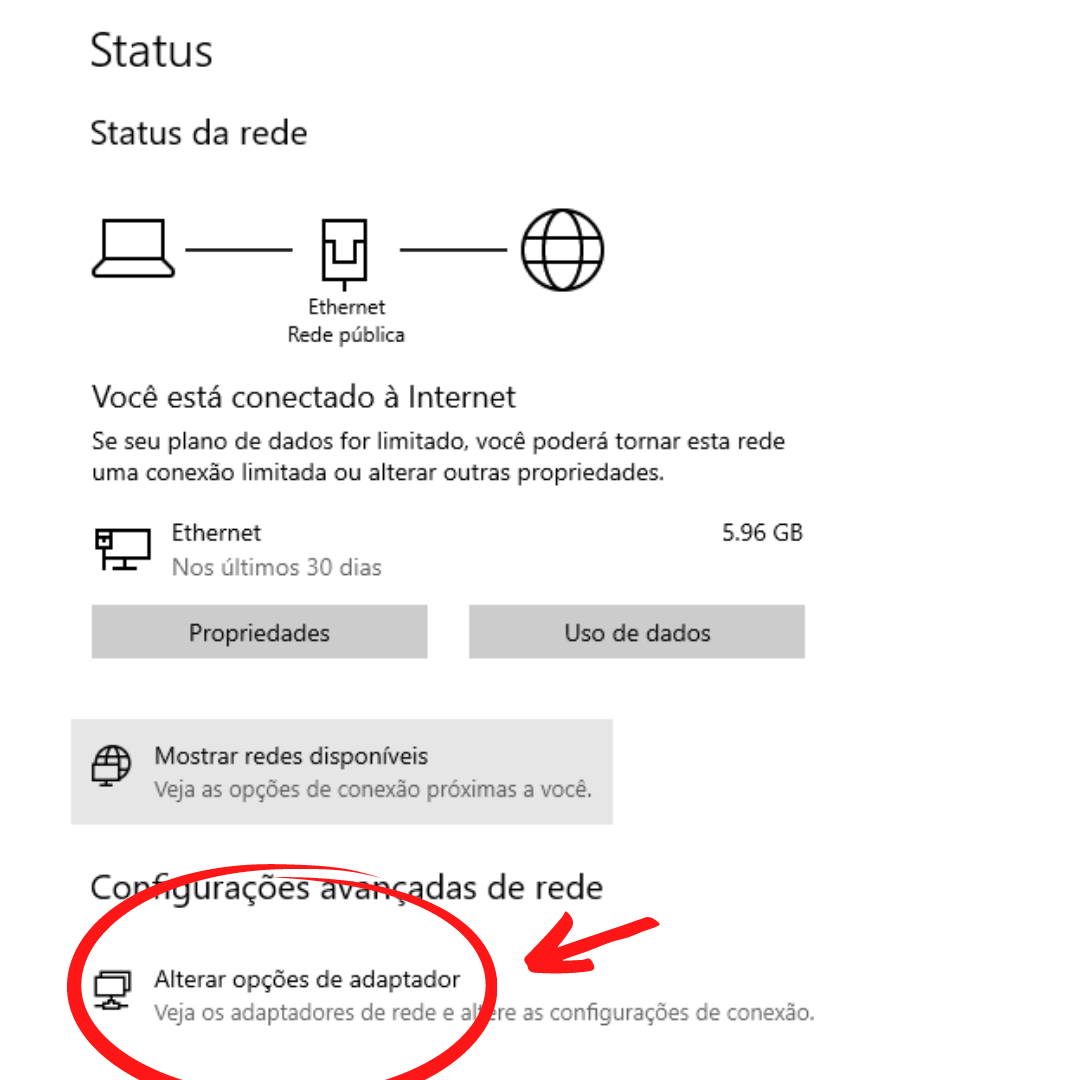 Status
Status da rede
Ethernet
Rede pública
Você está conectado à Internet
Se seu plano de dados for limitado, você poderá tornar esta rede
uma conexão limitada ou alterar outras propriedades.
Ethernet 5.96 GB
Nos últimos 30 dias
Propriedades Uso de dados
Mostrar redes disponíveis
Veja as opções de conexão próximas a você.
Configurações avançadas de rede
Alterar opções de adaptador
Veja os adaptadores de rede e altere as configurações de conexão.